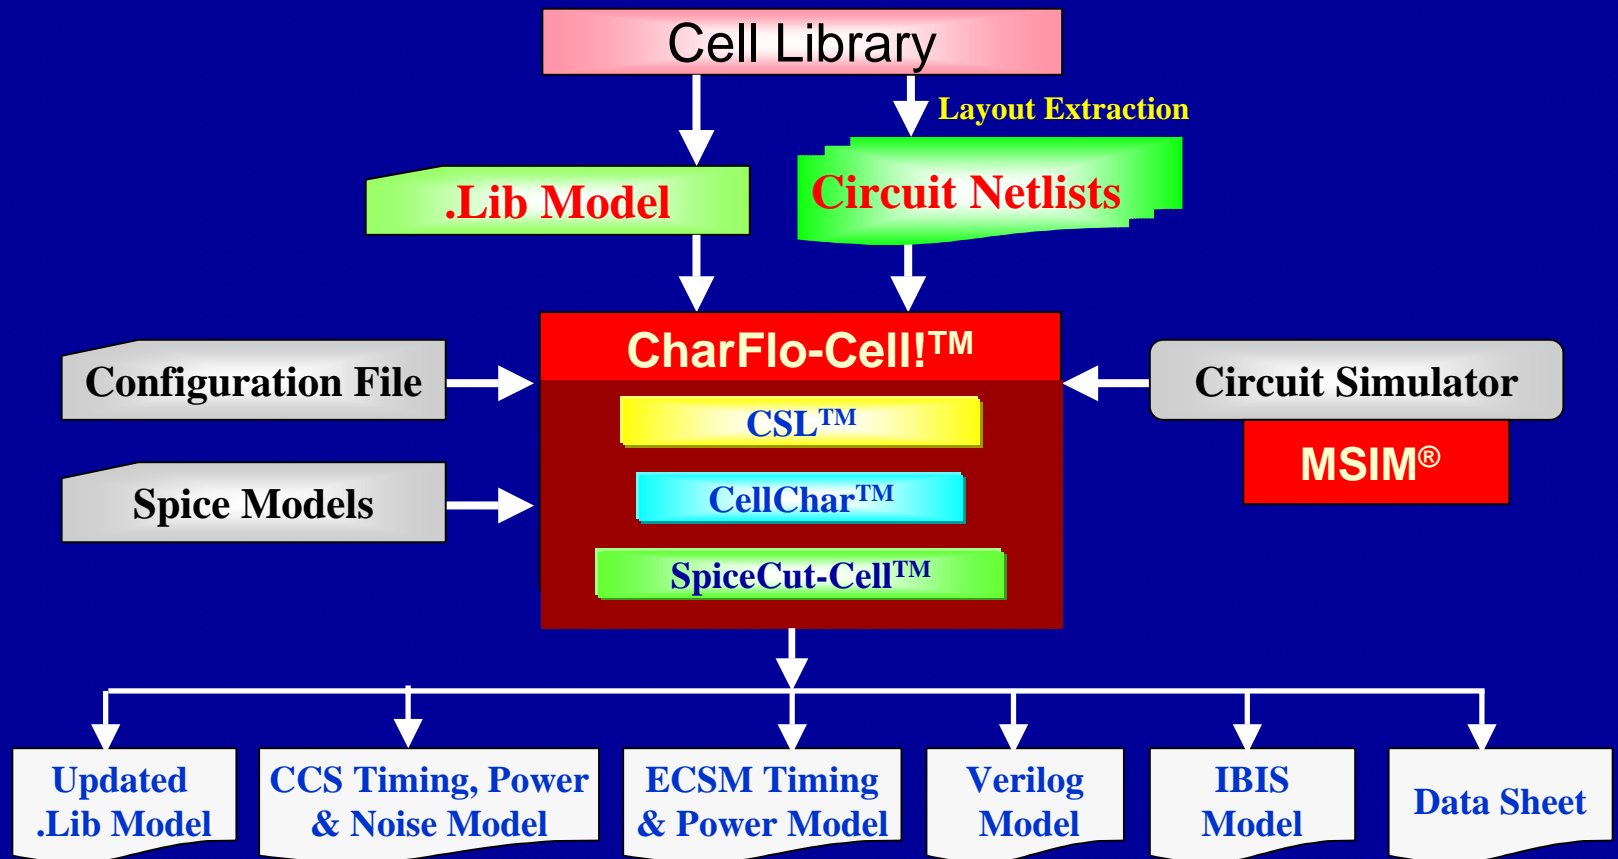 Cell Library
Layout Extraction
.Lib Model
Circuit Netlists
CharFlo-Cell!™
Configuration File
Circuit Simulator
CSL™
MSIM®
Spice Models
CellChar™
SpiceCut-Cell™
Updated
.Lib Model
CCS Timing, Power
& Noise Model
ECSM Timing
& Power Model
Verilog
Model
IBIS
Model
Data Sheet